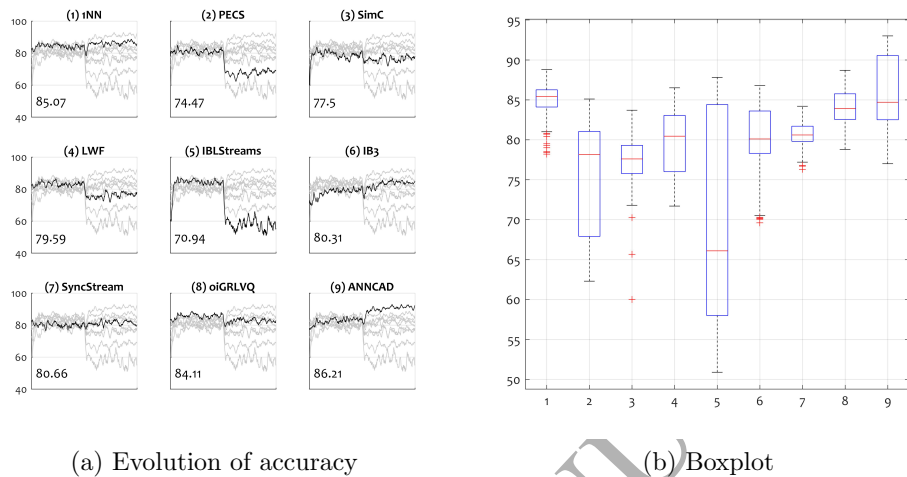 (1) 1NN
(2) PECS
(3) SimC
100
80
60
40
85.07
74.47
77.5
(4) LWF
(5) IBLStreams
(6) IB3
100
80
60
40
79.59
70.94
80.31
(7) SyncStream
(8) oiGRLVQ
(9) ANNCAD
100
80
60
40
80.66
84.11
86.21
(a) Evolution of accuracy
95
90
85
80
75
70
65
60
55
50
1 2 3 4 5 6 7 8 9
(b) Boxplot